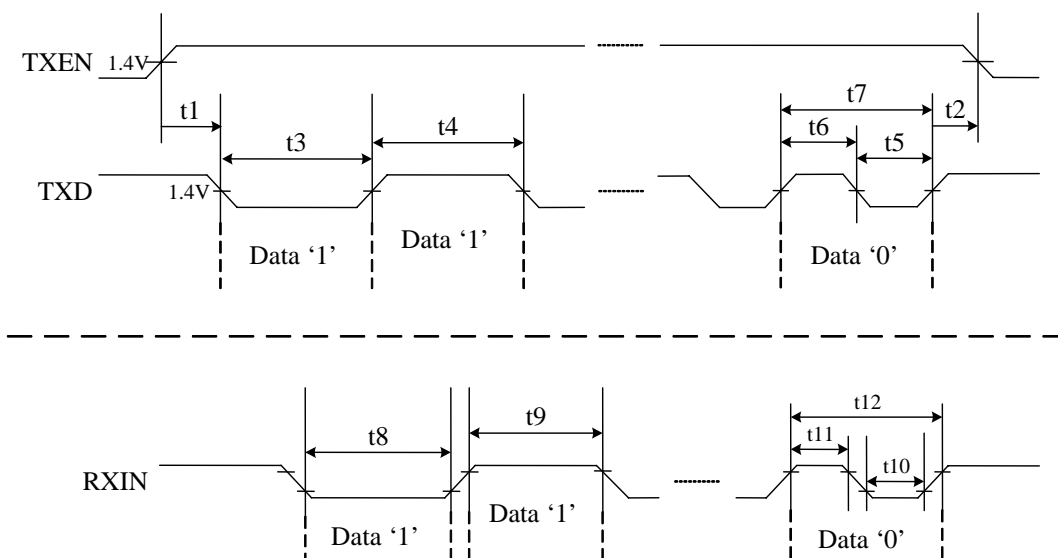 TXEN
1.4V
t1
t3
t4
t7
t6
t5
t2
TXD
1.4V
Data ‘1’
Data ‘1’
Data ‘0’
t8
t9
t12
t11
t10
RXIN
Data ‘1’
Data ‘1’
Data ‘0’